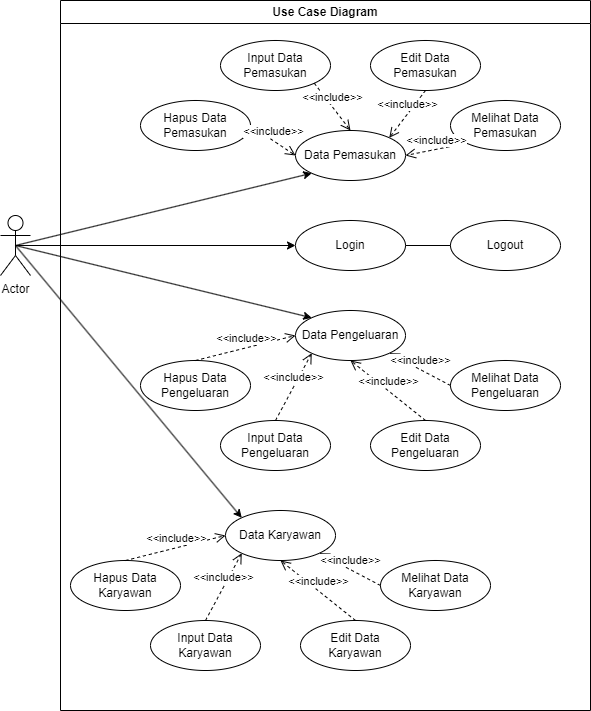 Use Case Diagram
Input Data
Pemasukan
Edit Data
Pemasukan
<<include>>
<<include>>
Hapus Data
Pemasukan
<<include>>
Melihat Data
Pemasukan
<<include>>
Data Pemasukan
Actor
Login
Logout
Data Pengeluaran
<<include>>
<<include>>
Hapus Data
Pengeluaran
<<include>>
<<include>>
Melihat Data
Pengeluaran
Input Data
Pengeluaran
Edit Data
Pengeluaran
Data Karyawan
<<include>>
<<include>>
Hapus Data
Karyawan
<<include>>
<<include>>
Melihat Data
Karyawan
Input Data
Karyawan
Edit Data
Karyawan